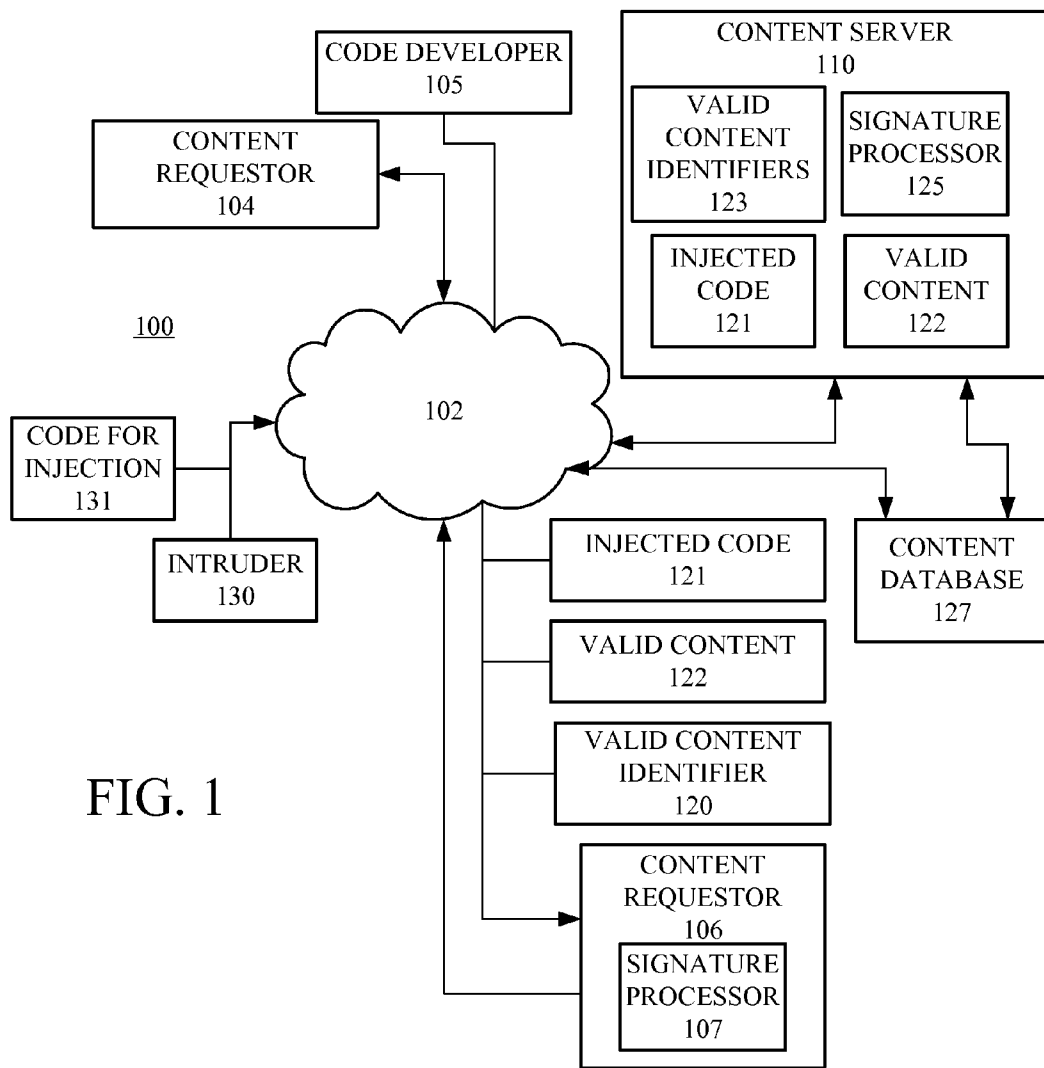 CODE DEVELOPER
105
CONTENT
REQUESTOR
104
CONTENT SERVER
110
VALID
CONTENT
IDENTIFIERS
123
SIGNATURE
PROCESSOR
125
INJECTED
CODE
121
VALID
CONTENT
122
100
102
CODE FOR
INJECTION
131
INTRUDER
130
INJECTED CODE
121
VALID CONTENT
122
VALID CONTENT
IDENTIFIER
120
CONTENT
DATABASE
127
FIG. 1
CONTENT
REQUESTOR
106
SIGNATURE
PROCESSOR
107